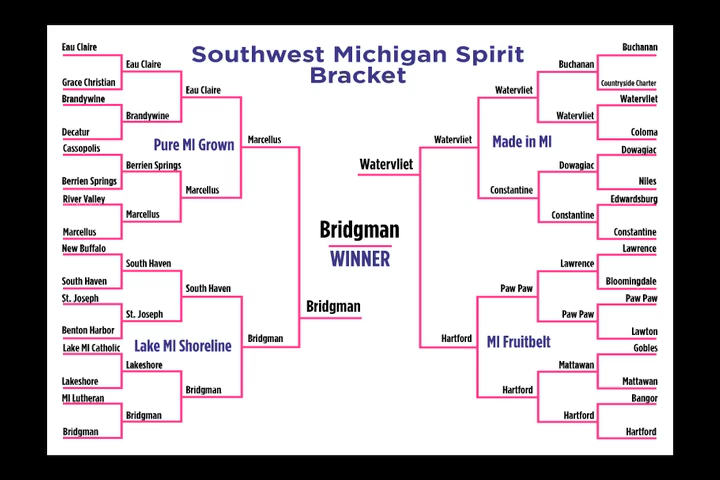 Southwest Michigan Spirit
Bracket
Eau Claire
Grace Christian
Brandywine
Decatur
Cassopolis
Berrien Springs
River Valley
Marcellus
New Buffalo
South Haven
St. Joseph
Benton Harbor
Lake MI Catholic
Lakeshore
MI Lutheran
Bridgman
Eau Claire
Brandywine
Berrien Springs
Marcellus
South Haven
St. Joseph
Lakeshore
Bridgman
Eau Claire
Pure MI Grown
Marcellus
South Haven
Lake MI Shoreline
Bridgman
Marcellus
Bridgman
Bridgman
Watervliet
Bridgman
WINNER
Watervliet
Hartford
Watervliet
Made in MI
Constantine
Paw Paw
MI Fruitbelt
Hartford
Buchanan
Watervliet
Dowagiac
Constantine
Lawrence
Paw Paw
Mattawan
Hartford
Buchanan
Countryside Charter
Watervliet
Coloma
Dowagiac
Niles
Edwardsburg
Constantine
Lawrence
Bloomingdale
Paw Paw
Lawton
Gobles
Mattawan
Bangor
Hartford